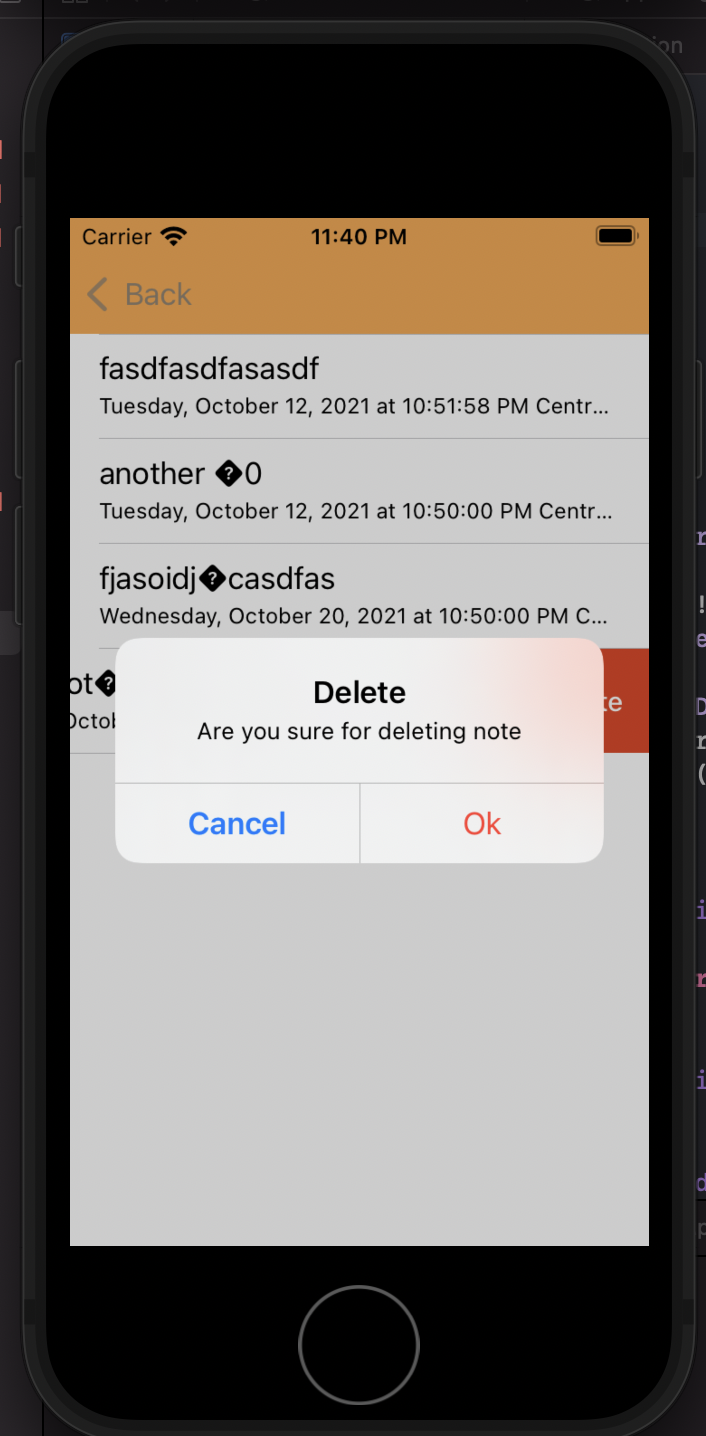 Carrier 11:40 PM
Back
fasdfasdfasasdf
Tuesday, October 12, 2021 at 10:51:58 PM Centr...
another �0
Tuesday, October 12, 2021 at 10:50:00 PM Centr...
fjasoidj�casdfas
Wednesday, October 20, 2021 at 10:50:00 PM C...
ot�
Octob
te
Delete
Are you sure for deleting note
Cancel Ok